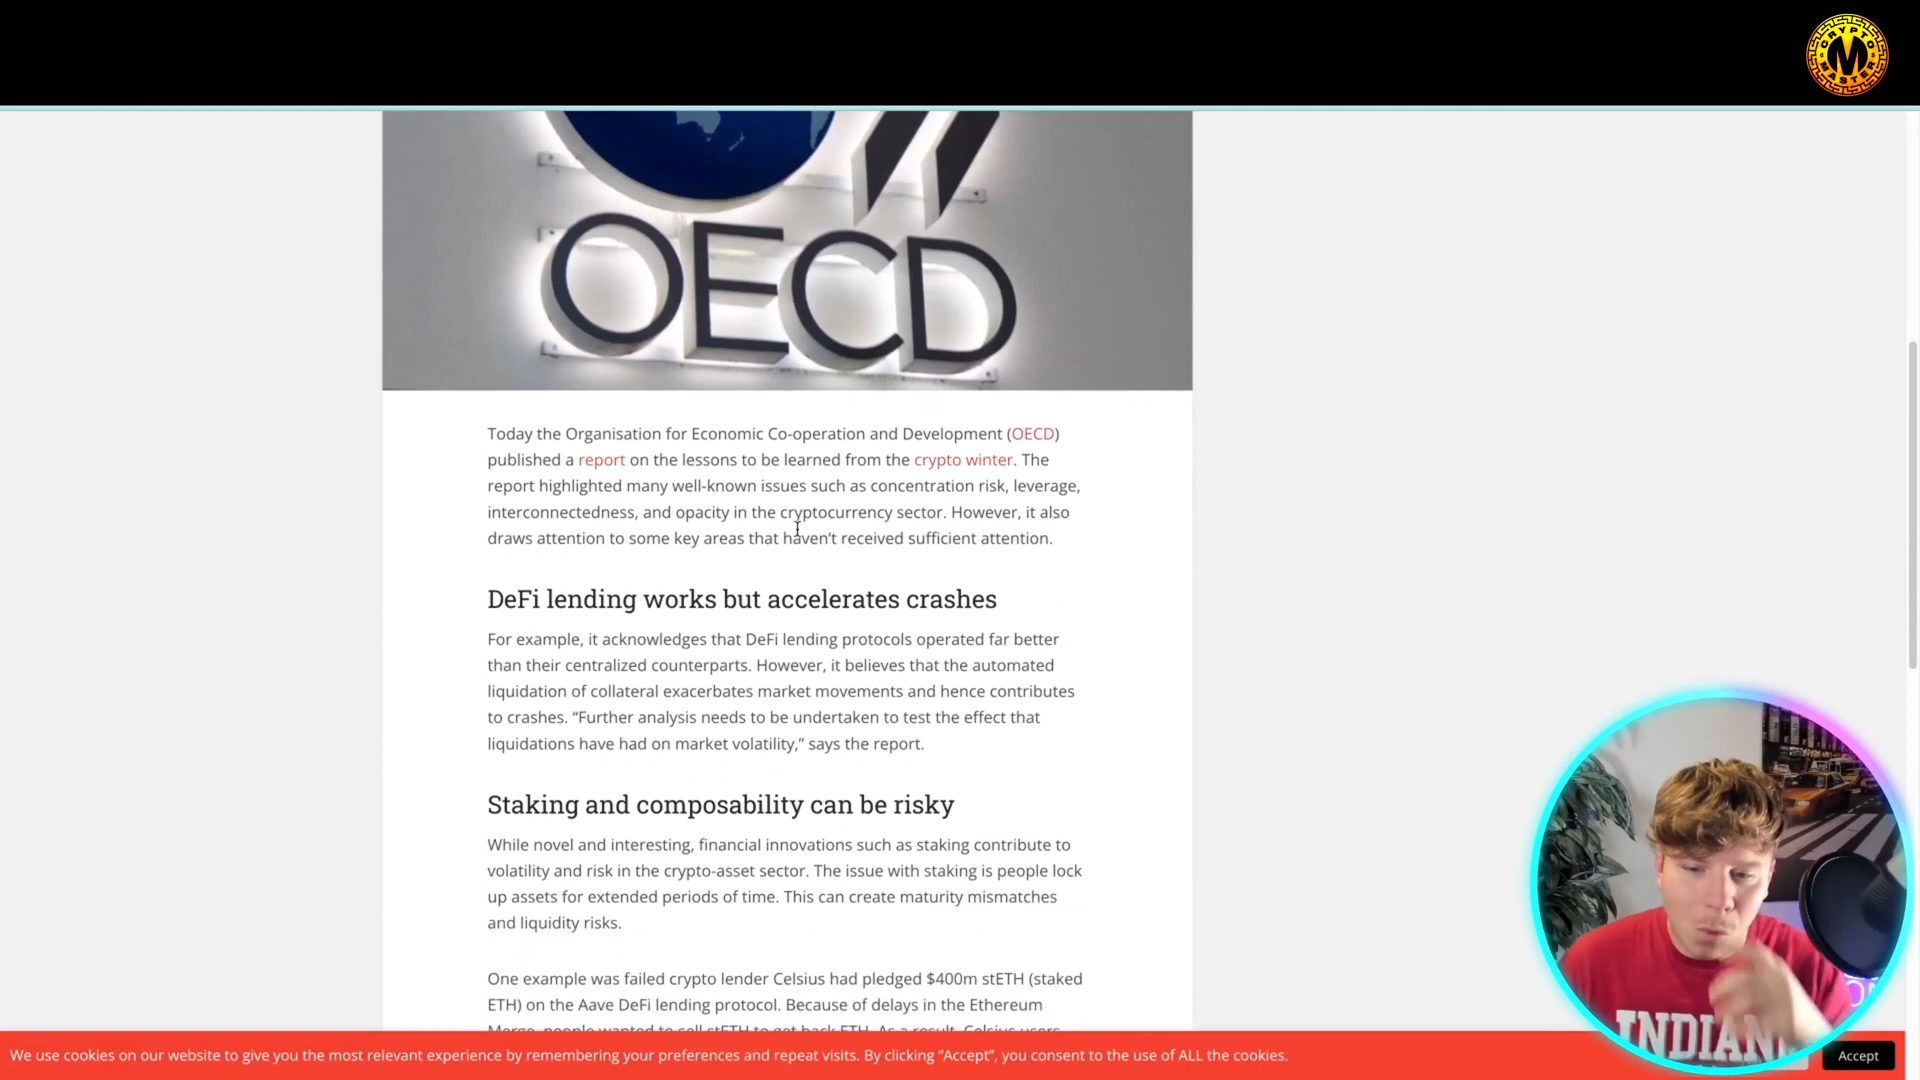 CRYPTO
M
MASTER
OECD
Today the Organisation for Economic Co-operation and Development (OECD)
published a report on the lessons to be learned from the crypto winter. The
report highlighted many well-known issues such as concentration risk, leverage,
interconnectedness, and opacity in the cryptocurrency sector. However, it also
draws attention to some key areas that haven’t received sufficient attention.
DeFi lending works but accelerates crashes
For example, it acknowledges that DeFi lending protocols operated far better
than their centralized counterparts. However, it believes that the automated
liquidation of collateral exacerbates market movements and hence contributes
to crashes. “Further analysis needs to be undertaken to test the effect that
liquidations have had on market volatility,” says the report.
Staking and composability can be risky
While novel and interesting, financial innovations such as staking contribute to
volatility and risk in the crypto-asset sector. The issue with staking is people lock
up assets for extended periods of time. This can create maturity mismatches
and liquidity risks.
One example was failed crypto lender Celsius had pledged $400m stETH (staked
ETH) on the Aave DeFi lending protocol. Because of delays in the Ethereum
Merge, people wanted to sell stETH to get back ETH. As a result, Celsius users
INDIAN
We use cookies on our website to give you the most relevant experience by remembering your preferences and repeat visits. By clicking “Accept”, you consent to the use of ALL the cookies.
Accept